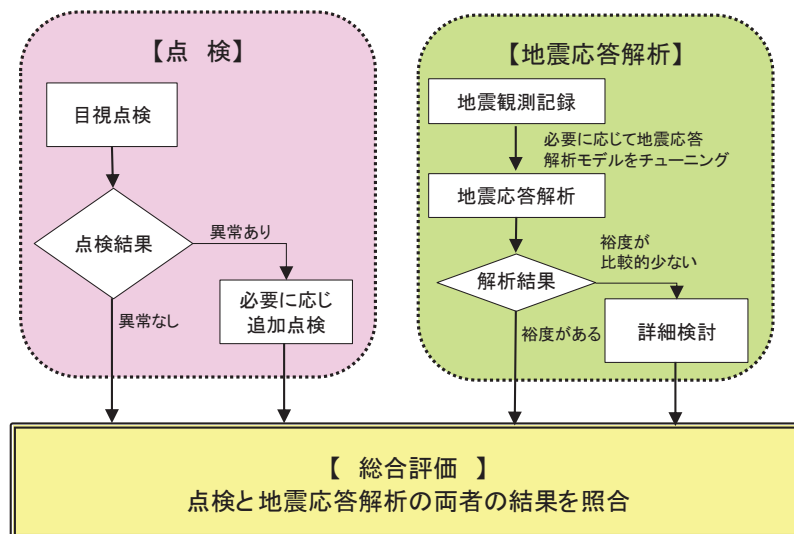 【点 検】
目視点検
点検結果
異常あり
異常なし
必要に応じ
追加点検
【地震応答解析】
地震観測記録
必要に応じて地震応答
解析モデルをチューニング
地震応答解析
解析結果
裕度が
比較的少ない
裕度がある
詳細検討
【 総合評価 】
点検と地震応答解析の両者の結果を照合